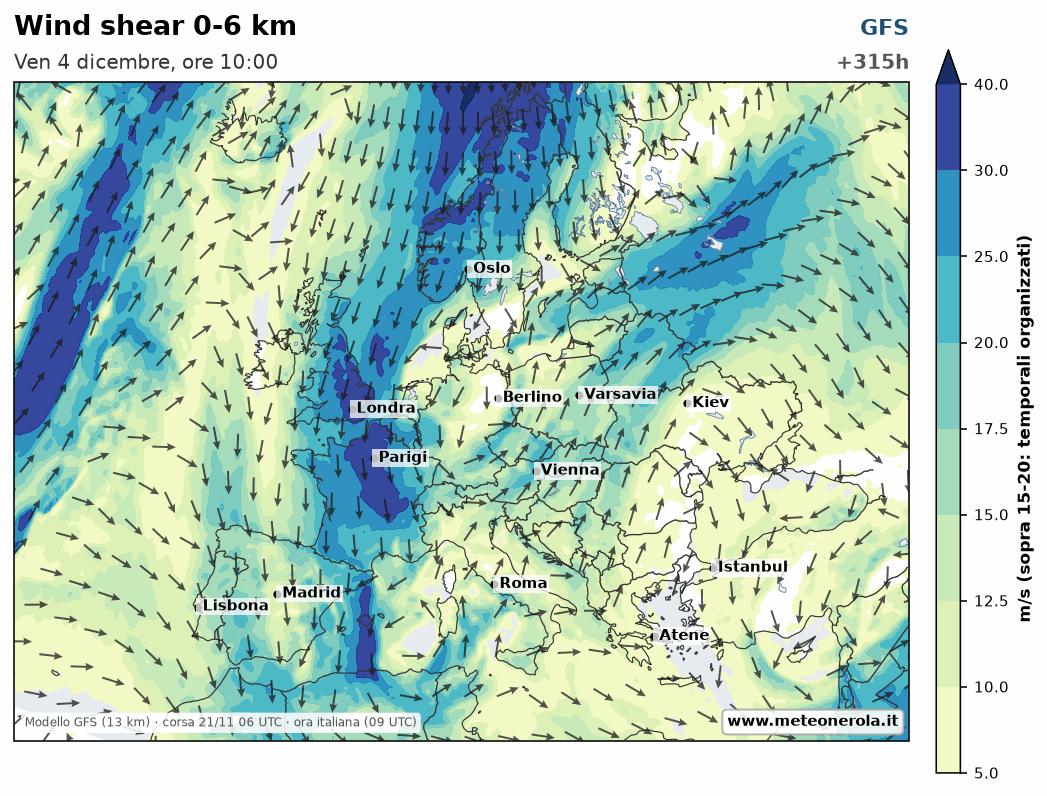 Wind shear 0-6 km
GFS
Ven 4 dicembre, ore 10:00
+315h
40.0
30.0
25.0
20.0
17.5
15.0
12.5
10.0
5.0
m/s (sopra 15-20: temporali organizzati)
Oslo
Londra
Berlino
Varsavia
Kiev
Parigi
Vienna
Istanbul
Roma
Madrid
Lisbona
Atene
Modello GFS (13 km) · corsa 21/11 06 UTC · ora italiana (09 UTC)
www.meteonerola.it